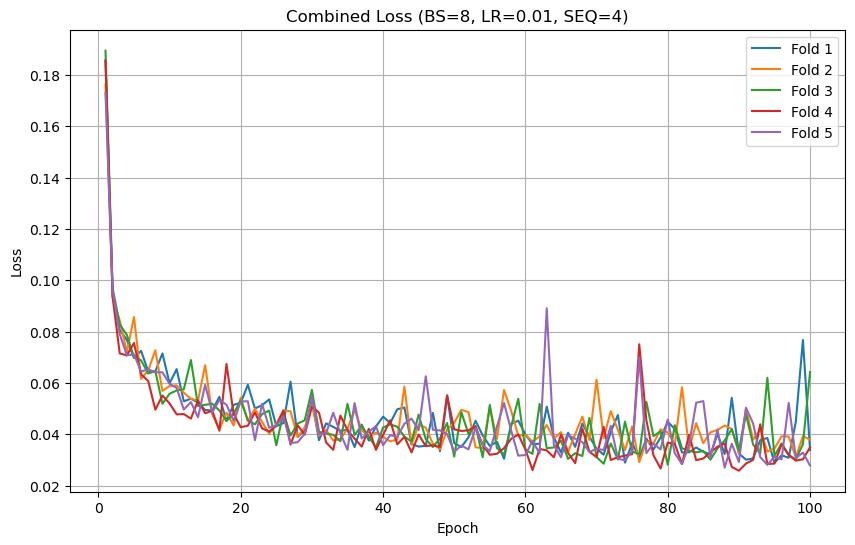 Combined Loss (BS=8, LR=0.01, SEQ=4)
Loss
0.18
0.16
0.14
0.12
0.10
0.08
0.06
0.04
0.02
Fold 1
Fold 2
Fold 3
Fold 4
Fold 5
0 20 40 60 80 100
Epoch